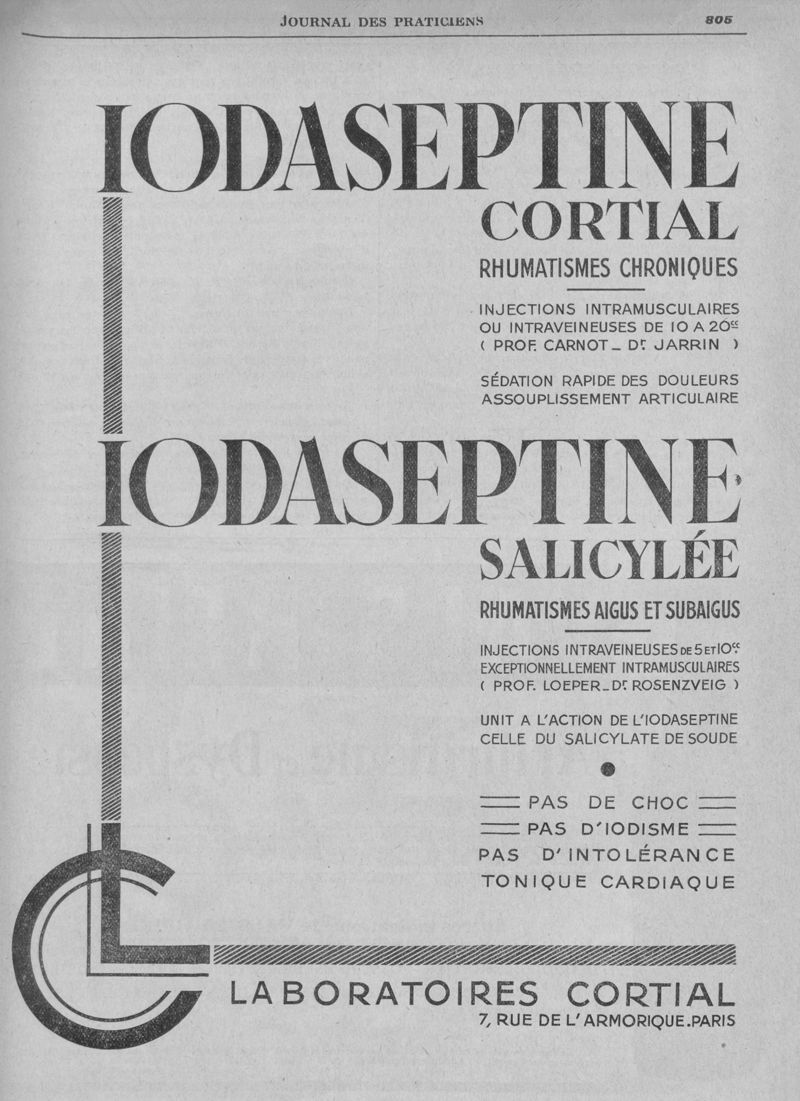 JOURNAL DES PRATICIENS 805
IODASEPTINE
CORTIAL
RHUMATISMES CHRONIQUES
INJECTIONS INTRAMUSCULAIRES
OU INTRAVEINEUSES DE 10 A 20cc
( PROF. CARNOT_ Dr. JARRIN )
SÉDATION RAPIDE DES DOULEURS
ASSOUPLISSEMENT ARTICULAIRE
IODASEPTINE
SALICYLÉE
RHUMATISMES AIGUS ET SUBAIGUS
INJECTIONS INTRAVEINEUSES DE 5 ET 10cc.
EXCEPTIONNELLEMENT INTRAMUSCULAIRES
( PROF. LOEPER_Dr. ROSENZVEIG )
UNIT A L'ACTION DE L'IODASEPTINE
CELLE DU SALICYLATE DE SOUDE
PAS DE CHOC
PAS D'IODISME
PAS D'INTOLÉRANCE
TONIQUE CARDIAQUE
CL
LABORATOIRES CORTIAL
7, RUE DE L'ARMORIQUE.PARIS